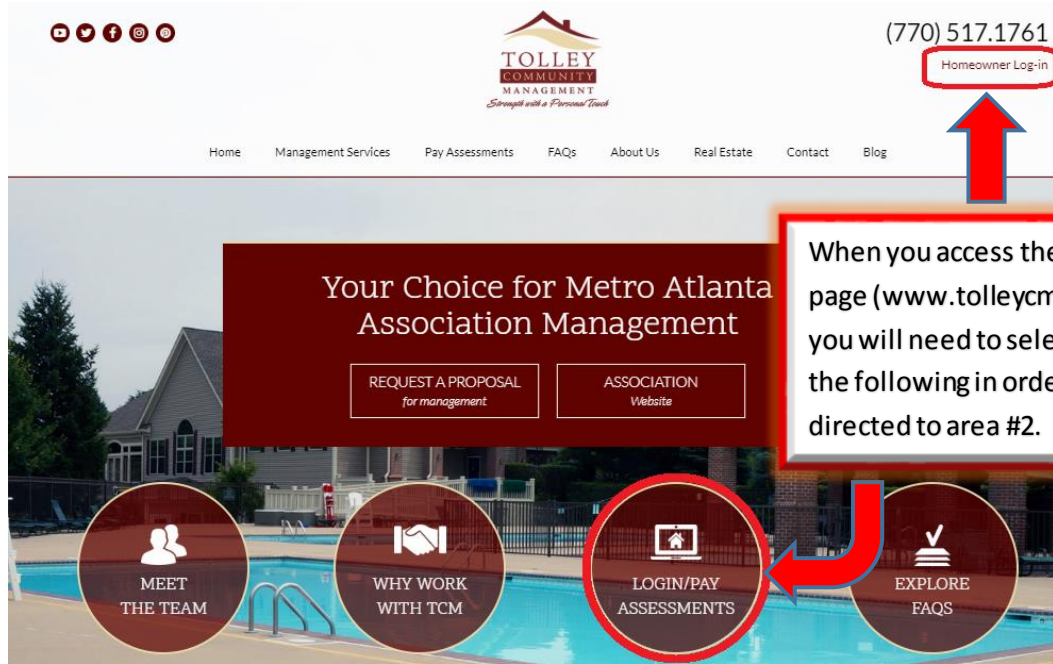 (770) 517.1761
Homeowner Log-in
TOLLEY
COMMUNITY
MANAGEMENT
Strength with a Personal Touch
Home Management Services Pay Assessments FAQs About Us Real Estate Contact Blog
Your Choice for Metro Atlanta
Association Management
REQUEST A PROPOSAL
for management
ASSOCIATION
Website
When you access the
page (www.tolleycm
you will need to sele
the following in orde
directed to area #2.
MEET
THE TEAM
WHY WORK
WITH TCM
LOGIN/PAY
ASSESSMENTS
EXPLORE
FAQS